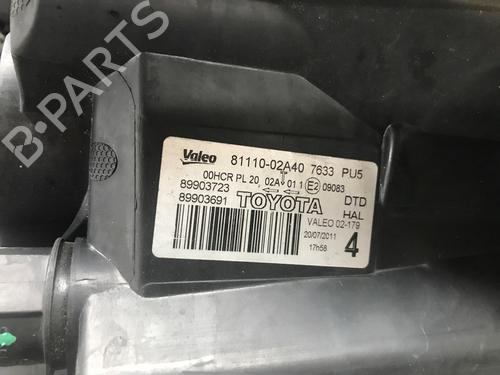 B-PARTS
Valeo 81110-02A40 7633 PU5
00HCR PL 20 02A 01 1 E2 09083
89903723 DTD
89903691 TOYOTA HAL
VALEO 02-179
20/07/2011
17h58 4